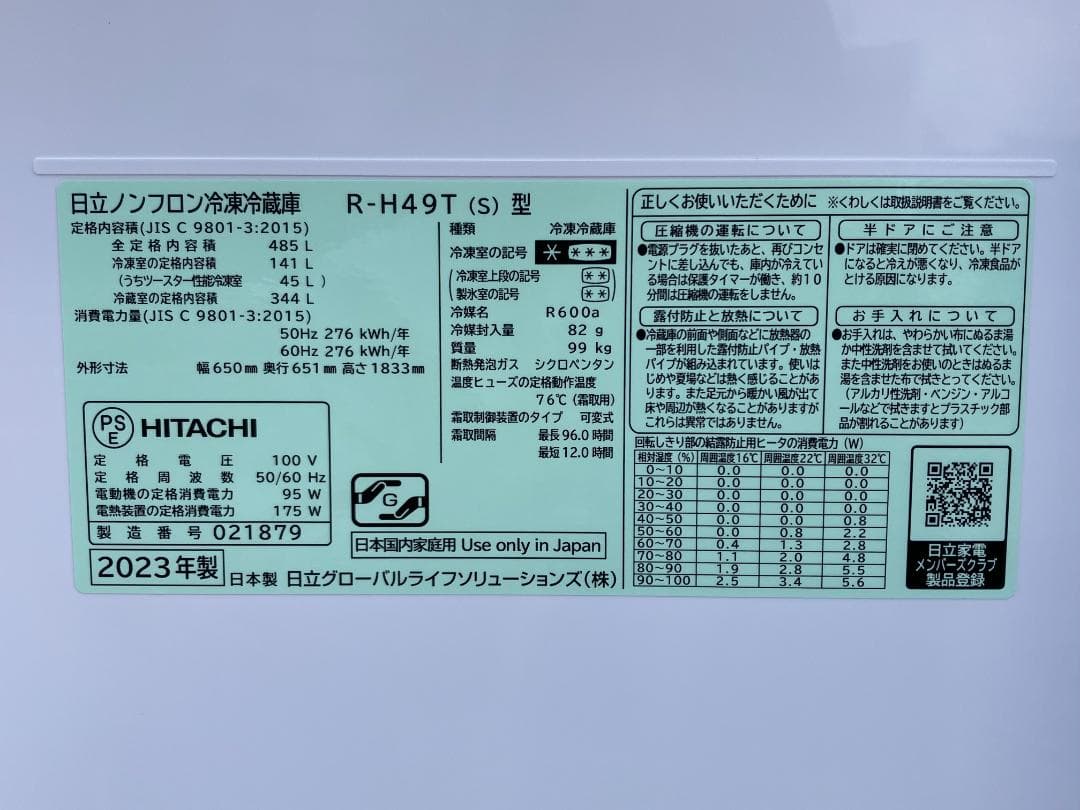 日立ノンフロン冷凍冷蔵庫 R-H49T (S) 型
定格内容積(JIS C 9801-3:2015)
全定格内容積 485 L
冷凍室の定格内容積 141 L
(うちツースター性能冷凍室 45 L )
冷蔵室の定格内容積 344 L
消費電力量(JIS C 9801-3:2015)
50Hz 276 kWh/年
60Hz 276 kWh/年
外形寸法 幅650mm 奥行651mm 高さ1833mm
PS
E
HITACHI
定格電圧 100 V
定格周波数 50/60 Hz
電動機の定格消費電力 95 W
電熱装置の定格消費電力 175 W
製造番号 021879
2023年製 日本製 日立グローバルライフソリューションズ(株)
種類 冷凍冷蔵庫
冷凍室の記号 * ***
(冷凍室上段の記号 **
製氷室の記号 **)
冷媒名 R600a
冷媒封入量 82 g
質量 99 kg
断熱発泡ガス シクロペンタン
温度ヒューズの定格動作温度
76℃ (霜取用)
霜取制御装置のタイプ 可変式
霜取間隔 最長96.0時間
最短12.0時間
G
日本国内家庭用 Use only in Japan
正しくお使いいただくために ※くわしくは取扱説明書をご覧ください。
圧縮機の運転について
●電源プラグを抜いたあと、再びコンセ
ントに差し込んでも、庫内が冷えてい
る場合は保護タイマーが働き、約10
分間は圧縮機の運転をしません。
露付防止と放熱について
●冷蔵庫の前面や側面などに放熱器の
一部を利用した露付防止パイプ・放熱
パイプが組み込まれています。使いは
じめや夏場などは熱く感じることがあ
ります。また足元から暖かい風が出て
床や周辺が熱くなることがありますが
これらは異常ではありません。
半ドアにご注意
●ドアは確実に閉めてください。半ドア
になると冷えが悪くなり、冷凍食品が
とける原因になります。
お手入れについて
●お手入れは、やわらかい布にぬるま湯
か中性洗剤を含ませて拭いてください。
また中性洗剤をお使いのときはぬるま
湯を含ませた布で拭きとってください。
(アルカリ性洗剤・ベンジン・アルコ
ールなどで拭きますとプラスチック部
品が割れることがあります)
回転しきり部の結露防止用ヒータの消費電力 (W)
相対湿度 (%) 周囲温度16℃ 周囲温度22℃ 周囲温度32℃
0~10 0.0 0.0 0.0
10~20 0.0 0.0 0.0
20~30 0.0 0.0 0.0
30~40 0.0 0.0 0.0
40~50 0.0 0.0 0.8
50~60 0.0 0.8 2.2
60~70 0.4 1.3 2.8
70~80 1.1 2.0 4.8
80~90 1.9 2.8 5.5
90~100 2.5 3.4 5.6
日立家電
メンバーズクラブ
製品登録